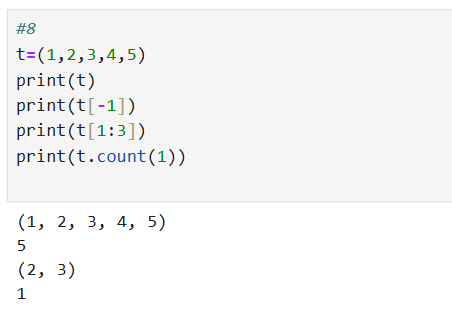 #8
t=(1,2,3,4,5)
print(t)
print(t[-1])
print(t[1:3])
print(t.count(1))
(1, 2, 3, 4, 5)
5
(2, 3)
1